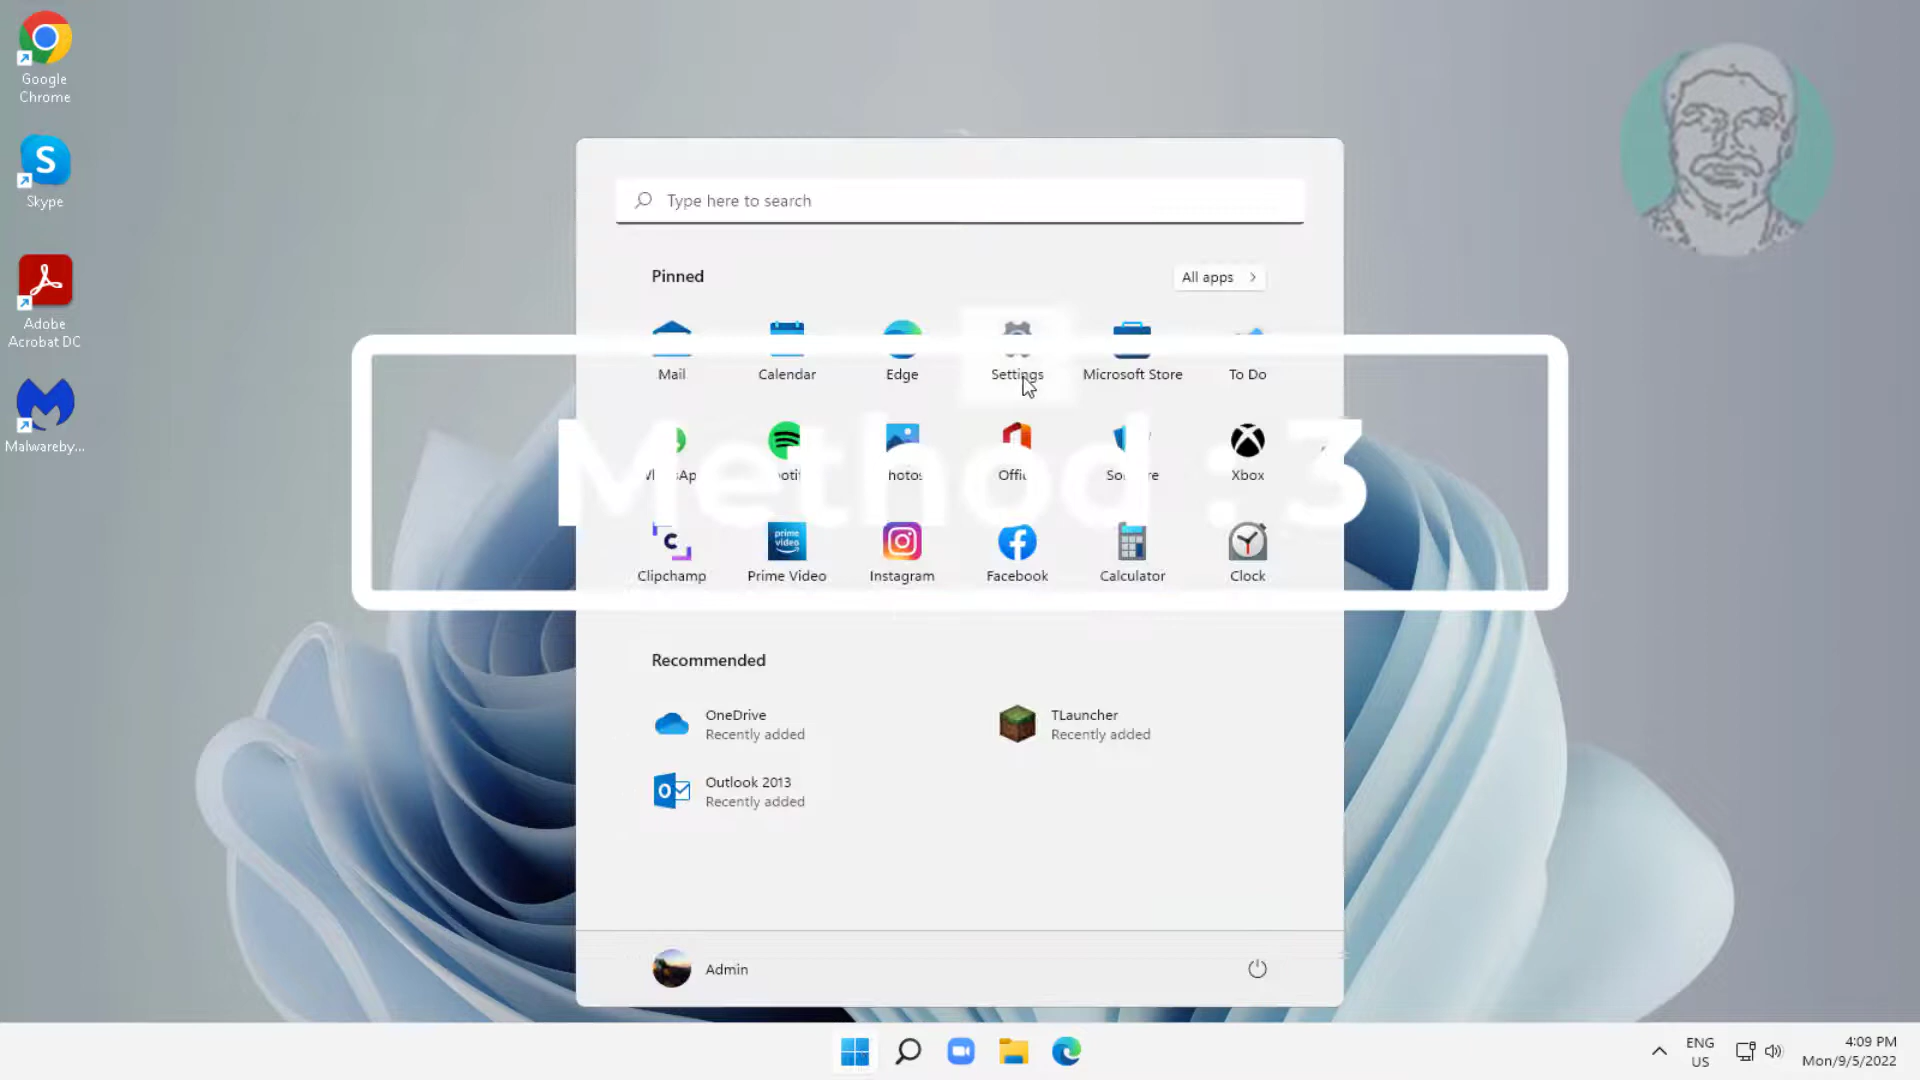 Google
Chrome
Skype
Adobe
Acrobat DC
Malwareby...
Type here to search
Pinned
All apps
Mail
Calendar
Edge
Settings
Microsoft Store
To Do
Method : 3
Xbox
Clipchamp
prime
video
Prime Video
Instagram
Facebook
Calculator
Clock
Recommended
OneDrive
Recently added
TLauncher
Recently added
Outlook 2013
Recently added
Admin
ENG
US
4:09 PM
Mon/9/5/2022